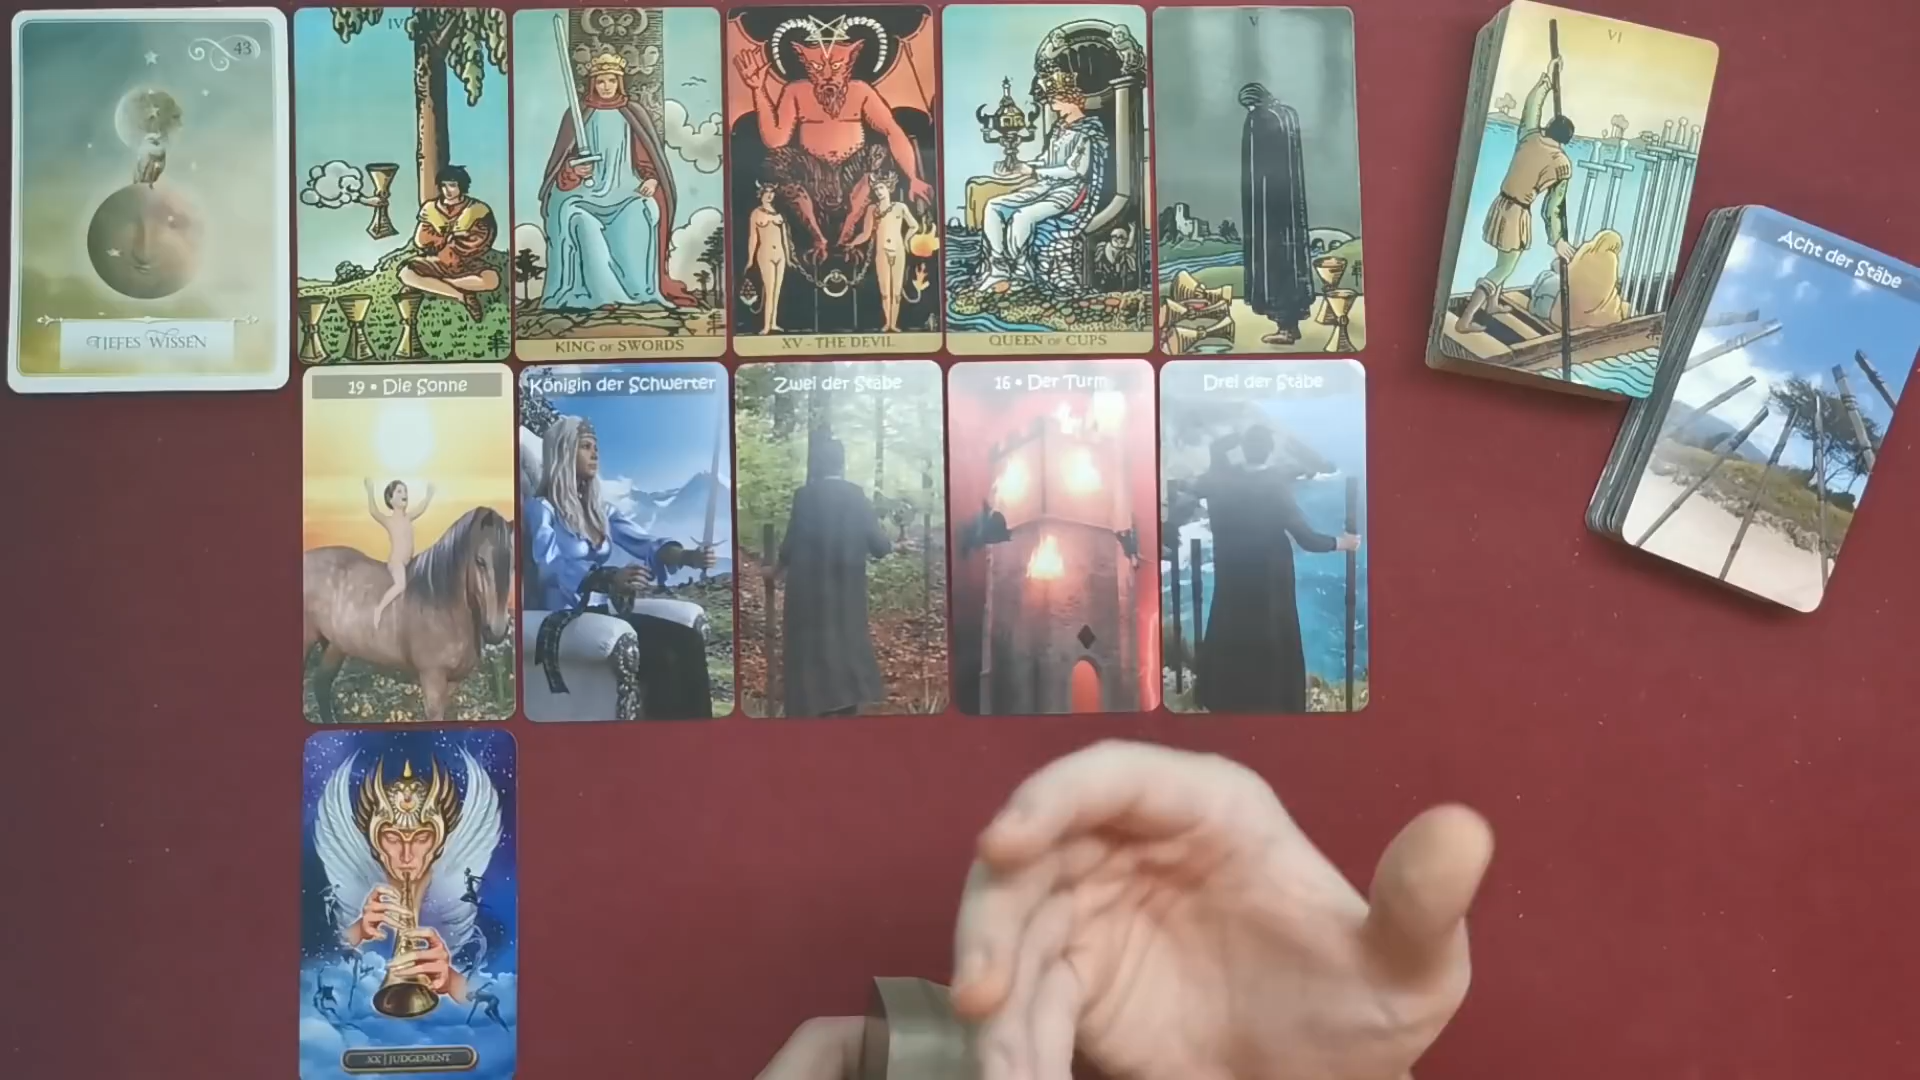 43
TIEFES WISSEN
IV
KING OF SWORDS
XV - THE DEVIL
QUEEN OF CUPS
V
VI
Acht der Stäbe
19 • Die Sonne
Königin der Schwerter
Zwei der Stäbe
16 • Der Turm
Drei der Stäbe
XX | JUDGEMENT